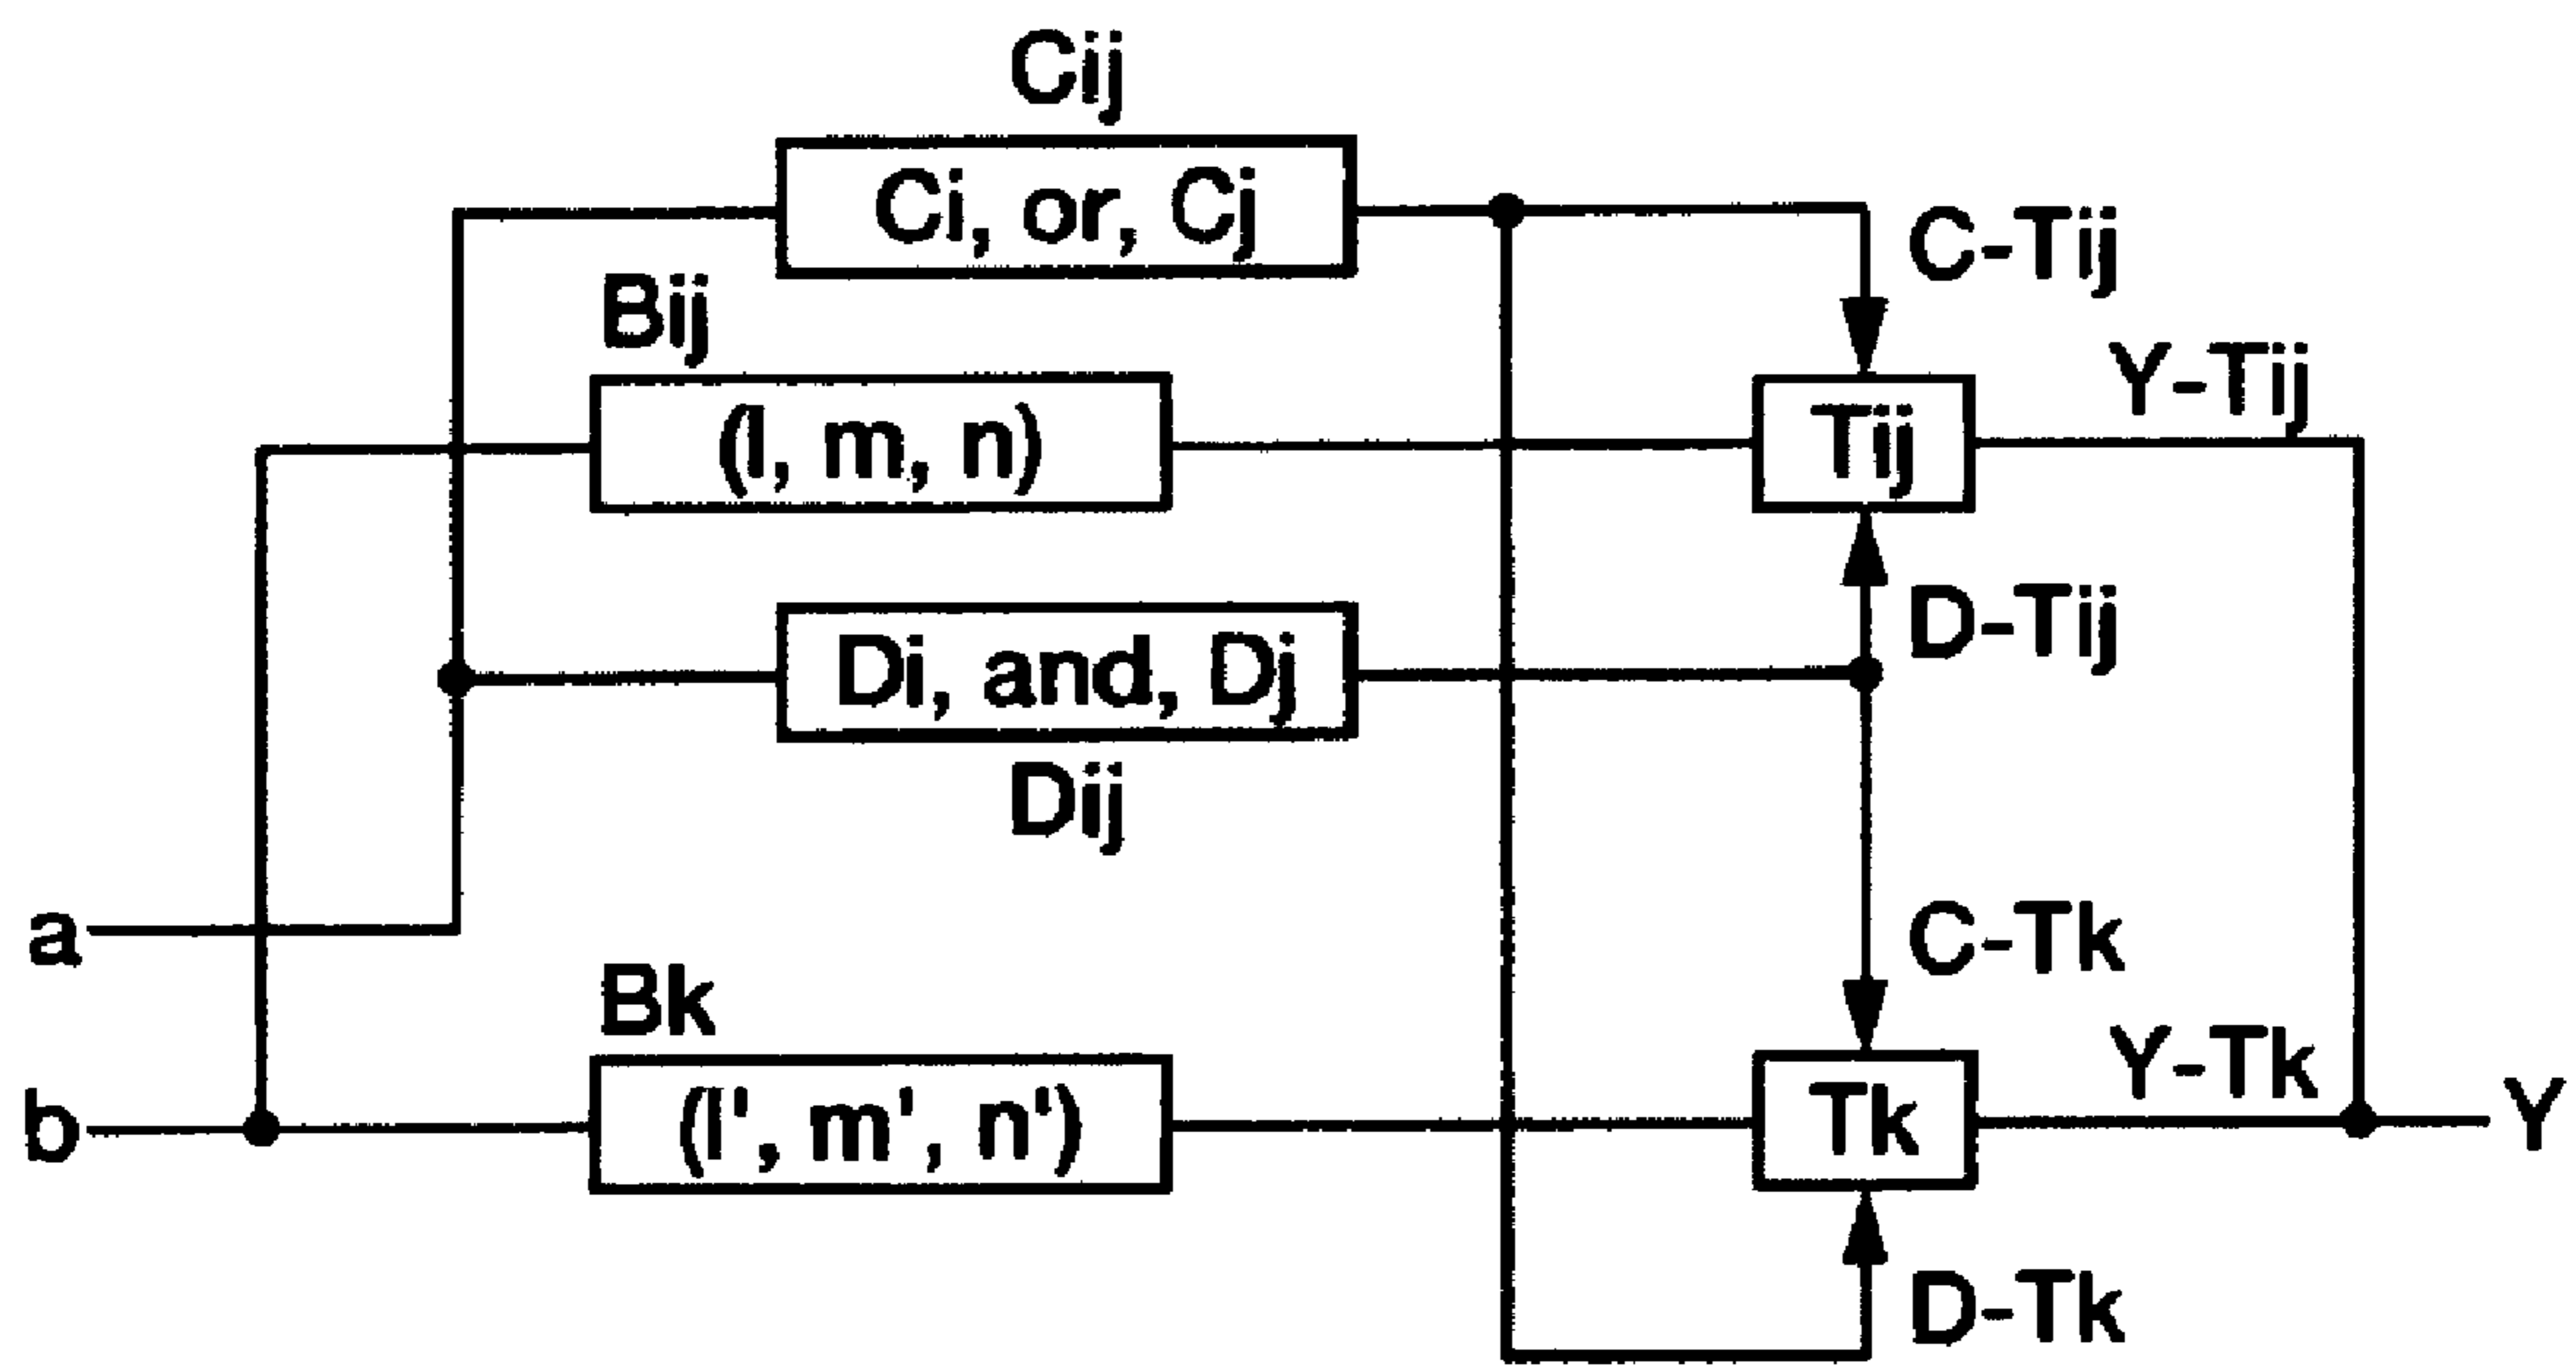 Cij
Ci, or, Cj
C-Tij
Bij
(l, m, n)
Tij
Y-Tij
Di, and, Dj
D-Tij
Dij
a
C-Tk
Bk
b
(l', m', n')
Tk
Y-Tk
Y
D-Tk